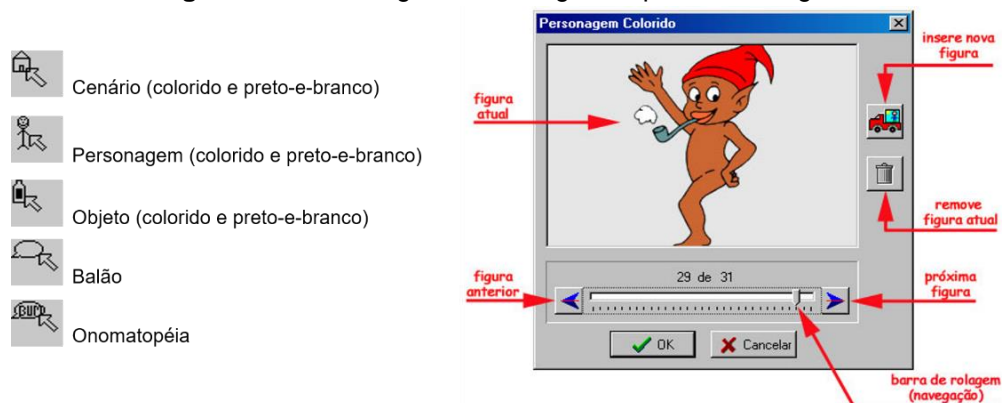 Cenário (colorido e preto-e-branco)
Personagem (colorido e preto-e-branco)
Objeto (colorido e preto-e-branco)
Balão
Onomatopéia
Personagem Colorido
insere nova
figura
figura
atual
remove
figura atual
29 de 31
figura
anterior
próxima
figura
OK
Cancelar
barra de rolagem
(navegação)